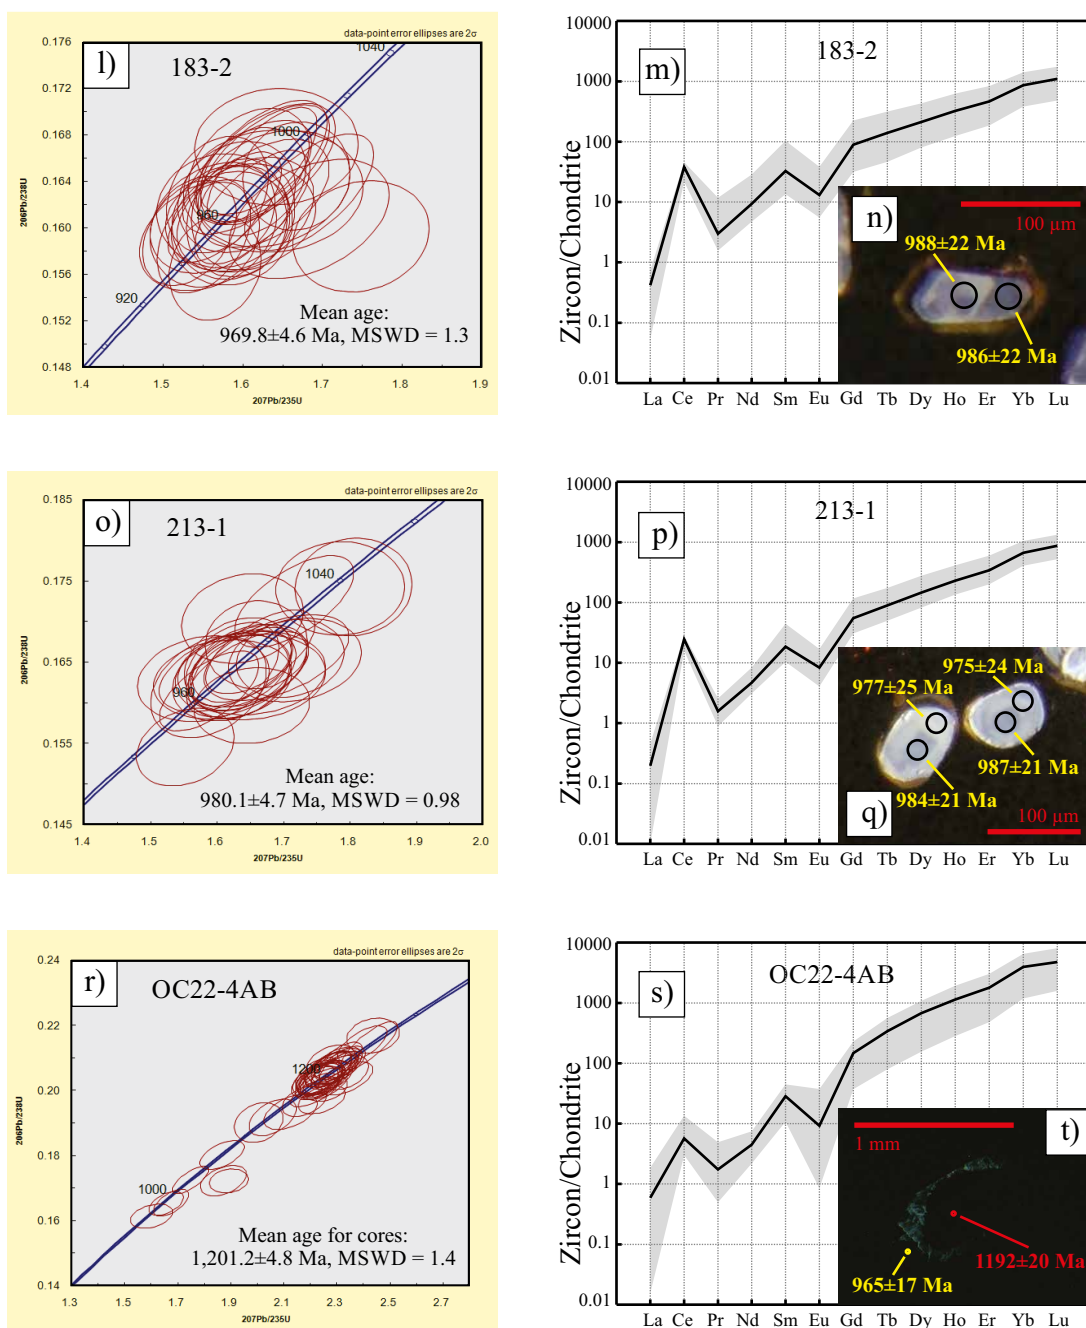 data-point error ellipses are 2σ
l)
183-2
0.176
0.172
0.168
0.164
0.160
0.156
0.152
0.148
206Pb/238U
1040
1000
960
920
Mean age:
969.8±4.6 Ma, MSWD = 1.3
1.4 1.5 1.6 1.7 1.8 1.9
207Pb/235U
m)
183-2
Zircon/Chondrite
10000
1000
100
10
1
0.1
0.01
La Ce Pr Nd Sm Eu Gd Tb Dy Ho Er Yb Lu
n)
100 µm
988±22 Ma
986±22 Ma
data-point error ellipses are 2σ
o)
213-1
0.185
0.175
0.165
0.155
0.145
206Pb/238U
1040
960
Mean age:
980.1±4.7 Ma, MSWD = 0.98
1.4 1.5 1.6 1.7 1.8 1.9 2.0
207Pb/235U
p)
213-1
Zircon/Chondrite
10000
1000
100
10
1
0.1
0.01
La Ce Pr Nd Sm Eu Gd Tb Dy Ho Er Yb Lu
975±24 Ma
977±25 Ma
987±21 Ma
984±21 Ma
q)
100 µm
data-point error ellipses are 2σ
r)
OC22-4AB
0.24
0.22
0.20
0.18
0.16
0.14
206Pb/238U
1200
1000
Mean age for cores:
1,201.2±4.8 Ma, MSWD = 1.4
1.3 1.5 1.7 1.9 2.1 2.3 2.5 2.7
207Pb/235U
s)
OC22-4AB
Zircon/Chondrite
10000
1000
100
10
1
0.1
0.01
La Ce Pr Nd Sm Eu Gd Tb Dy Ho Er Yb Lu
t)
1 mm
1192±20 Ma
965±17 Ma